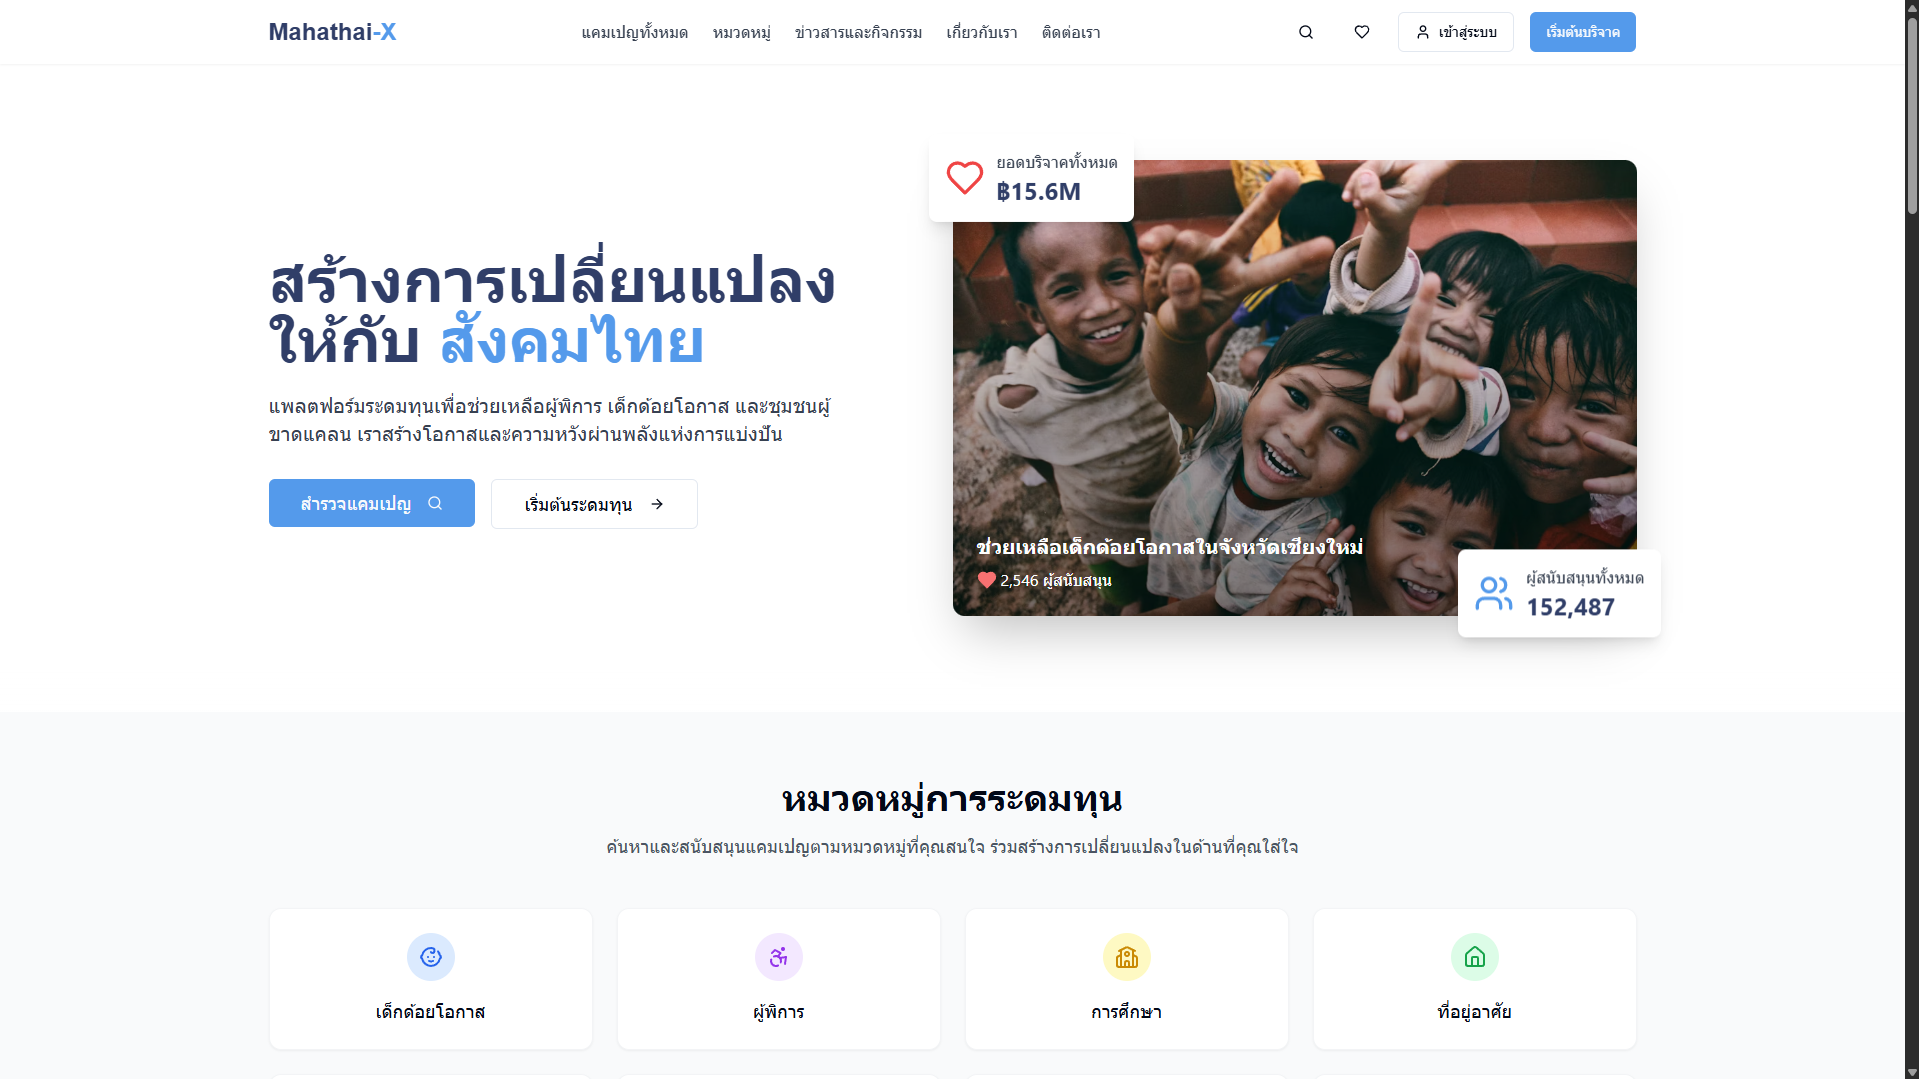 Mahathai-X
แคมเปญทั้งหมด
หมวดหมู่
ข่าวสารและกิจกรรม
เกี่ยวกับเรา
ติดต่อเรา
เข้าสู่ระบบ
เริ่มต้นบริจาค
สร้างการเปลี่ยนแปลง
ให้กับ สังคมไทย
แพลตฟอร์มระดมทุนเพื่อช่วยเหลือผู้พิการ เด็กด้อยโอกาส และชุมชนผู้
ขาดแคลน เราสร้างโอกาสและความหวังผ่านพลังแห่งการแบ่งปัน
สำรวจแคมเปญ
เริ่มต้นระดมทุน
ยอดบริจาคทั้งหมด
฿15.6M
ช่วยเหลือเด็กด้อยโอกาสในจังหวัดเชียงใหม่
2,546 ผู้สนับสนุน
ผู้สนับสนุนทั้งหมด
152,487
หมวดหมู่การระดมทุน
ค้นหาและสนับสนุนแคมเปญตามหมวดหมู่ที่คุณสนใจ ร่วมสร้างการเปลี่ยนแปลงในด้านที่คุณใส่ใจ
เด็กด้อยโอกาส
ผู้พิการ
การศึกษา
ที่อยู่อาศัย